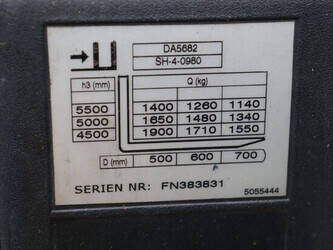 DA5682
SH-4-0980
h3 (mm) Q (kg)
5500 1400 1260 1140
5000 1650 1480 1340
4500 1900 1710 1550
D (mm) 500 600 700
SERIEN NR: FN383831
5055444